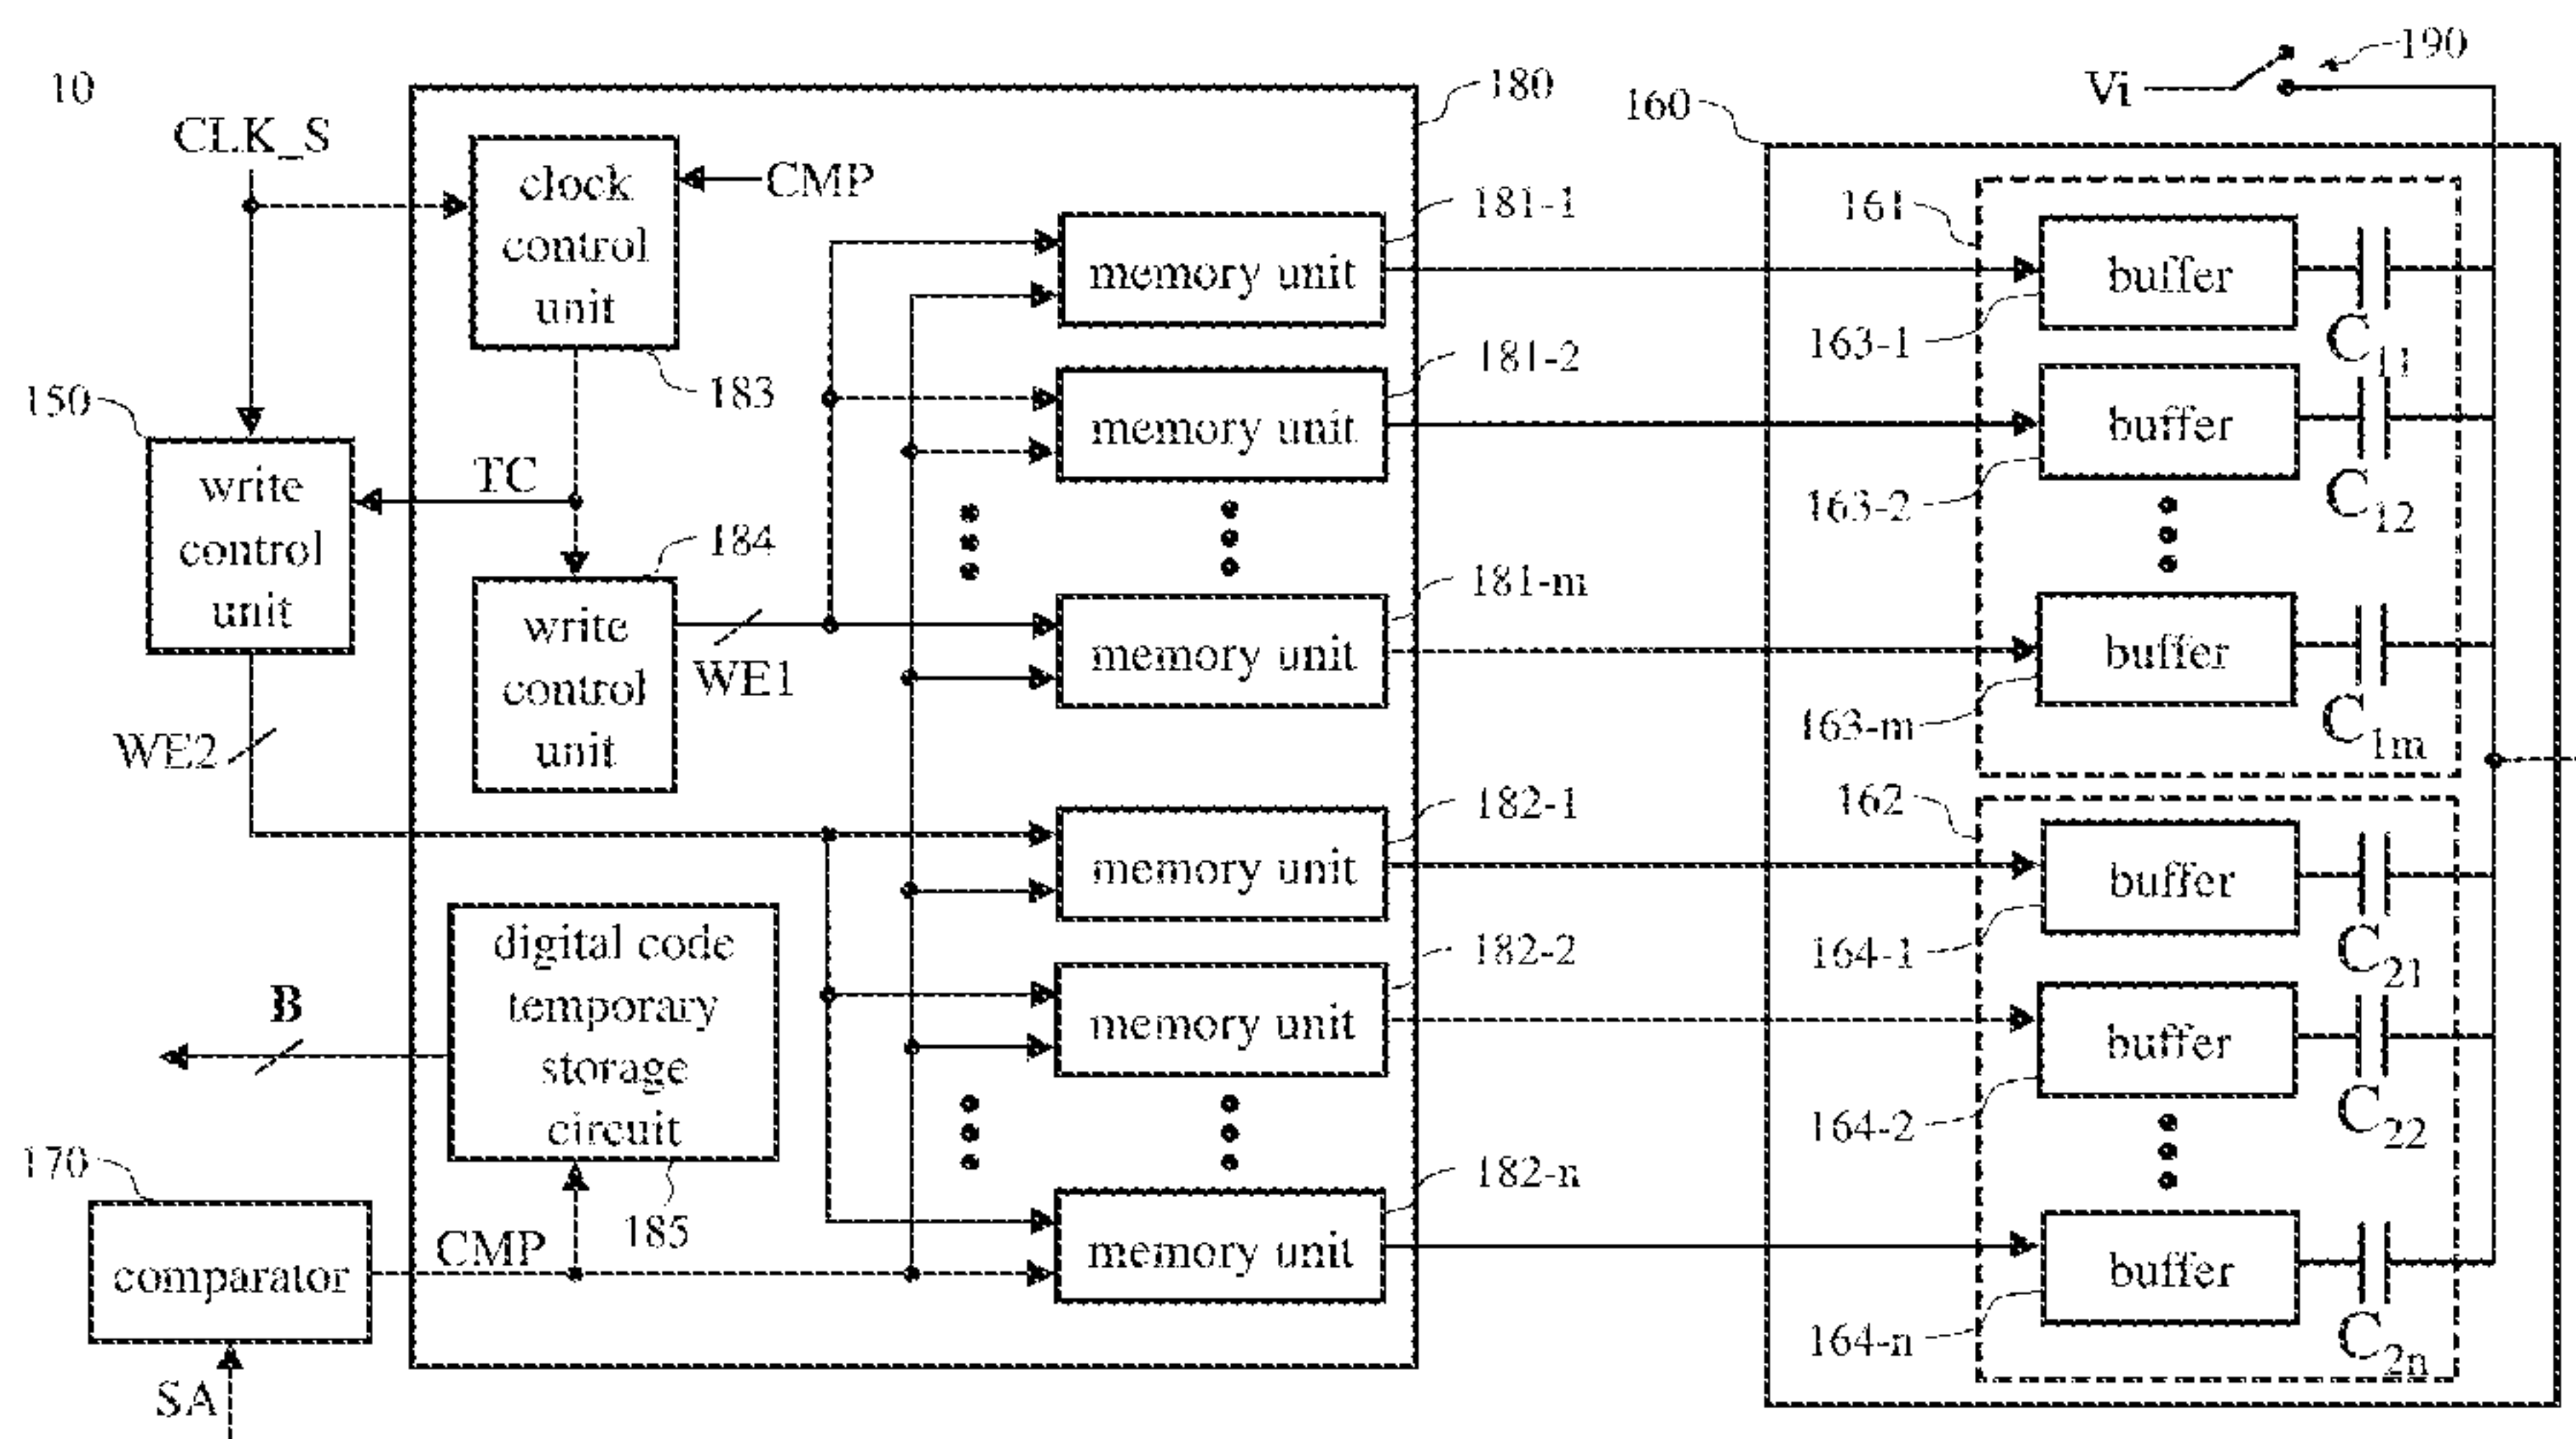 10
CLK_S
clock
control
unit
CMP
183
180
160
Vi
190
150
write
control
unit
TC
184
write
control
unit
WE1
WE2
181-1
memory unit
181-2
memory unit
181-m
memory unit
182-1
memory unit
182-2
memory unit
182-n
memory unit
digital code
temporary
storage
circuit
185
B
170
comparator
CMP
SA
161
buffer
163-1
C11
buffer
163-2
C12
buffer
163-m
C1m
162
buffer
164-1
C21
buffer
164-2
C22
buffer
164-n
C2n